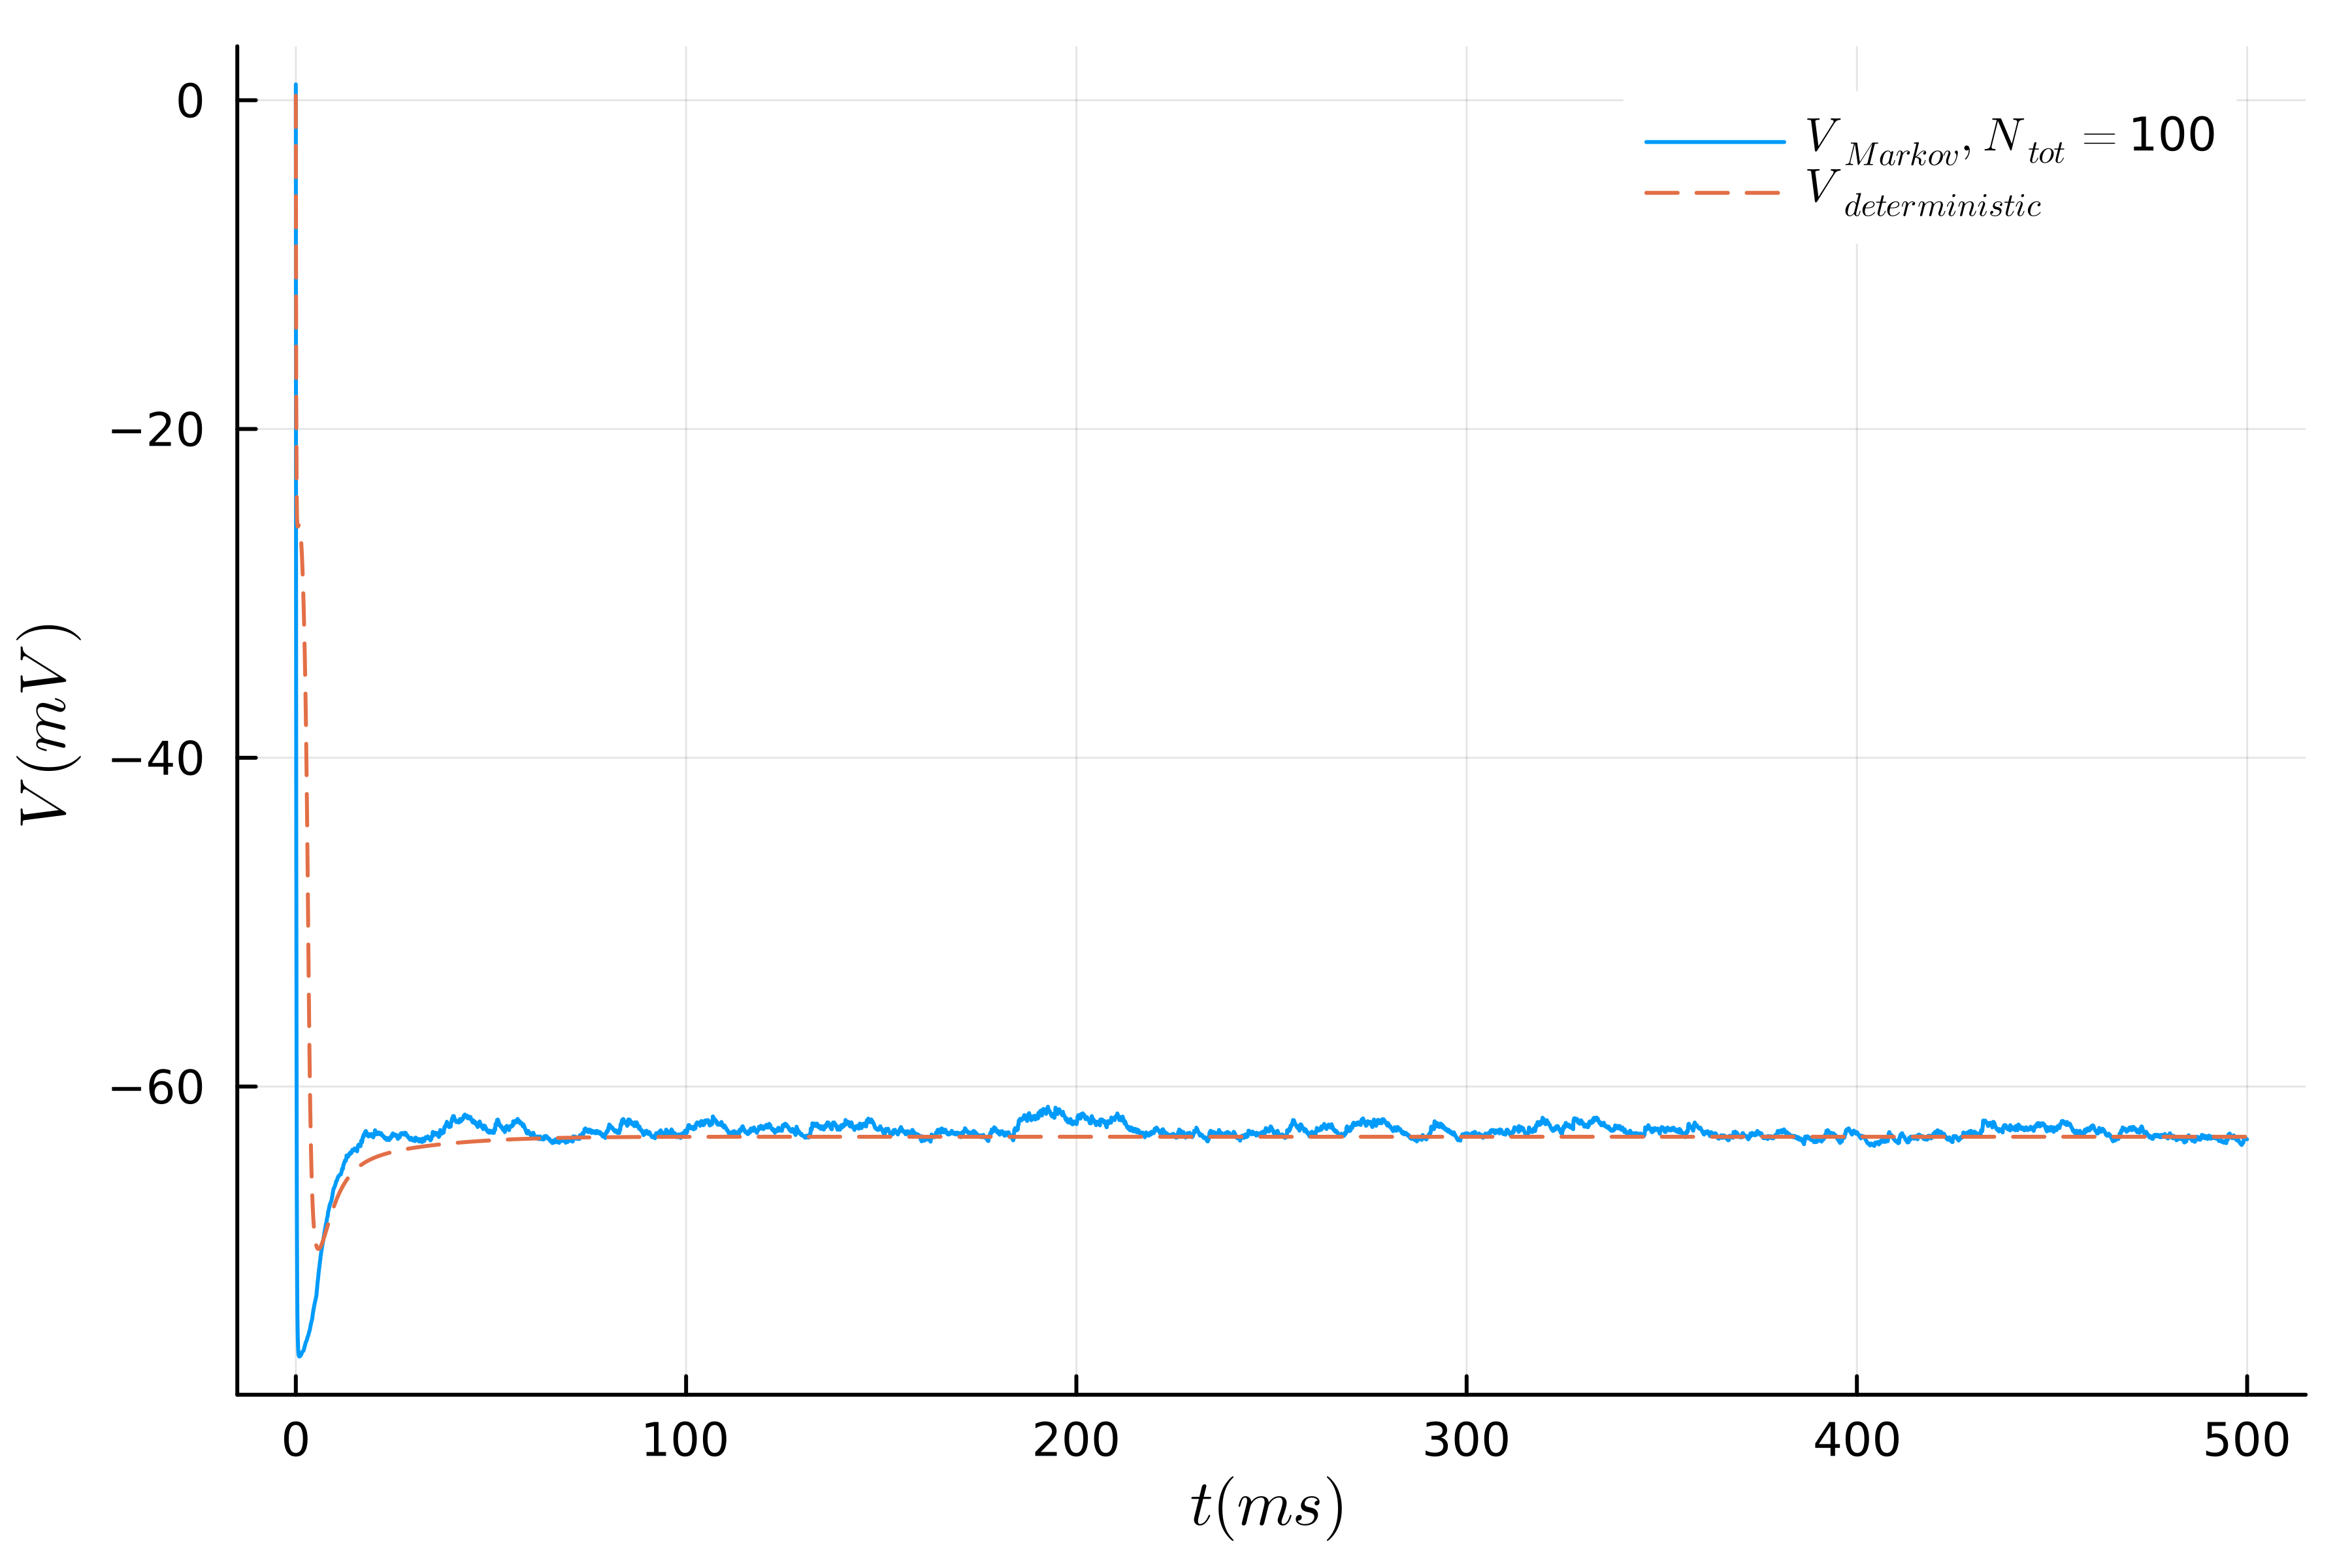 0
−20
−40
−60
V(mV)
V_Markov, N_tot = 100
V_deterministic
0 100 200 300 400 500
t(ms)